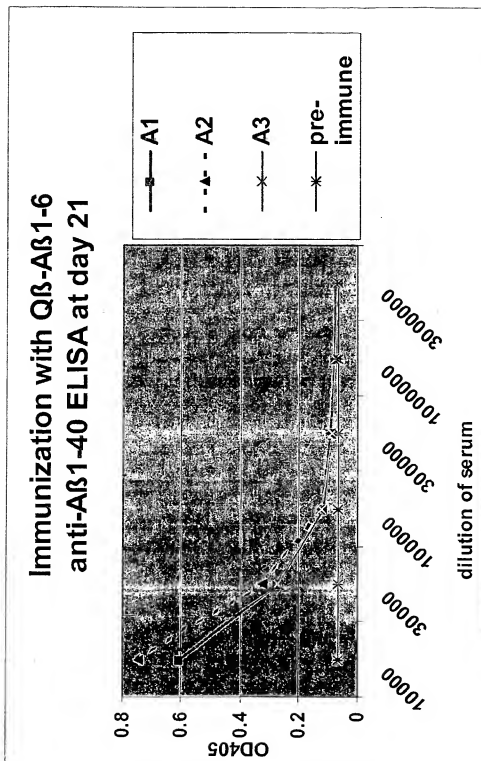 Immunization with Qß-Aß1-6
anti-Aß1-40 ELISA at day 21
0.8
0.6
0.4
0.2
0
OD405
10000
30000
100000
300000
1000000
3000000
dilution of serum
A1
A2
A3
pre-
immune